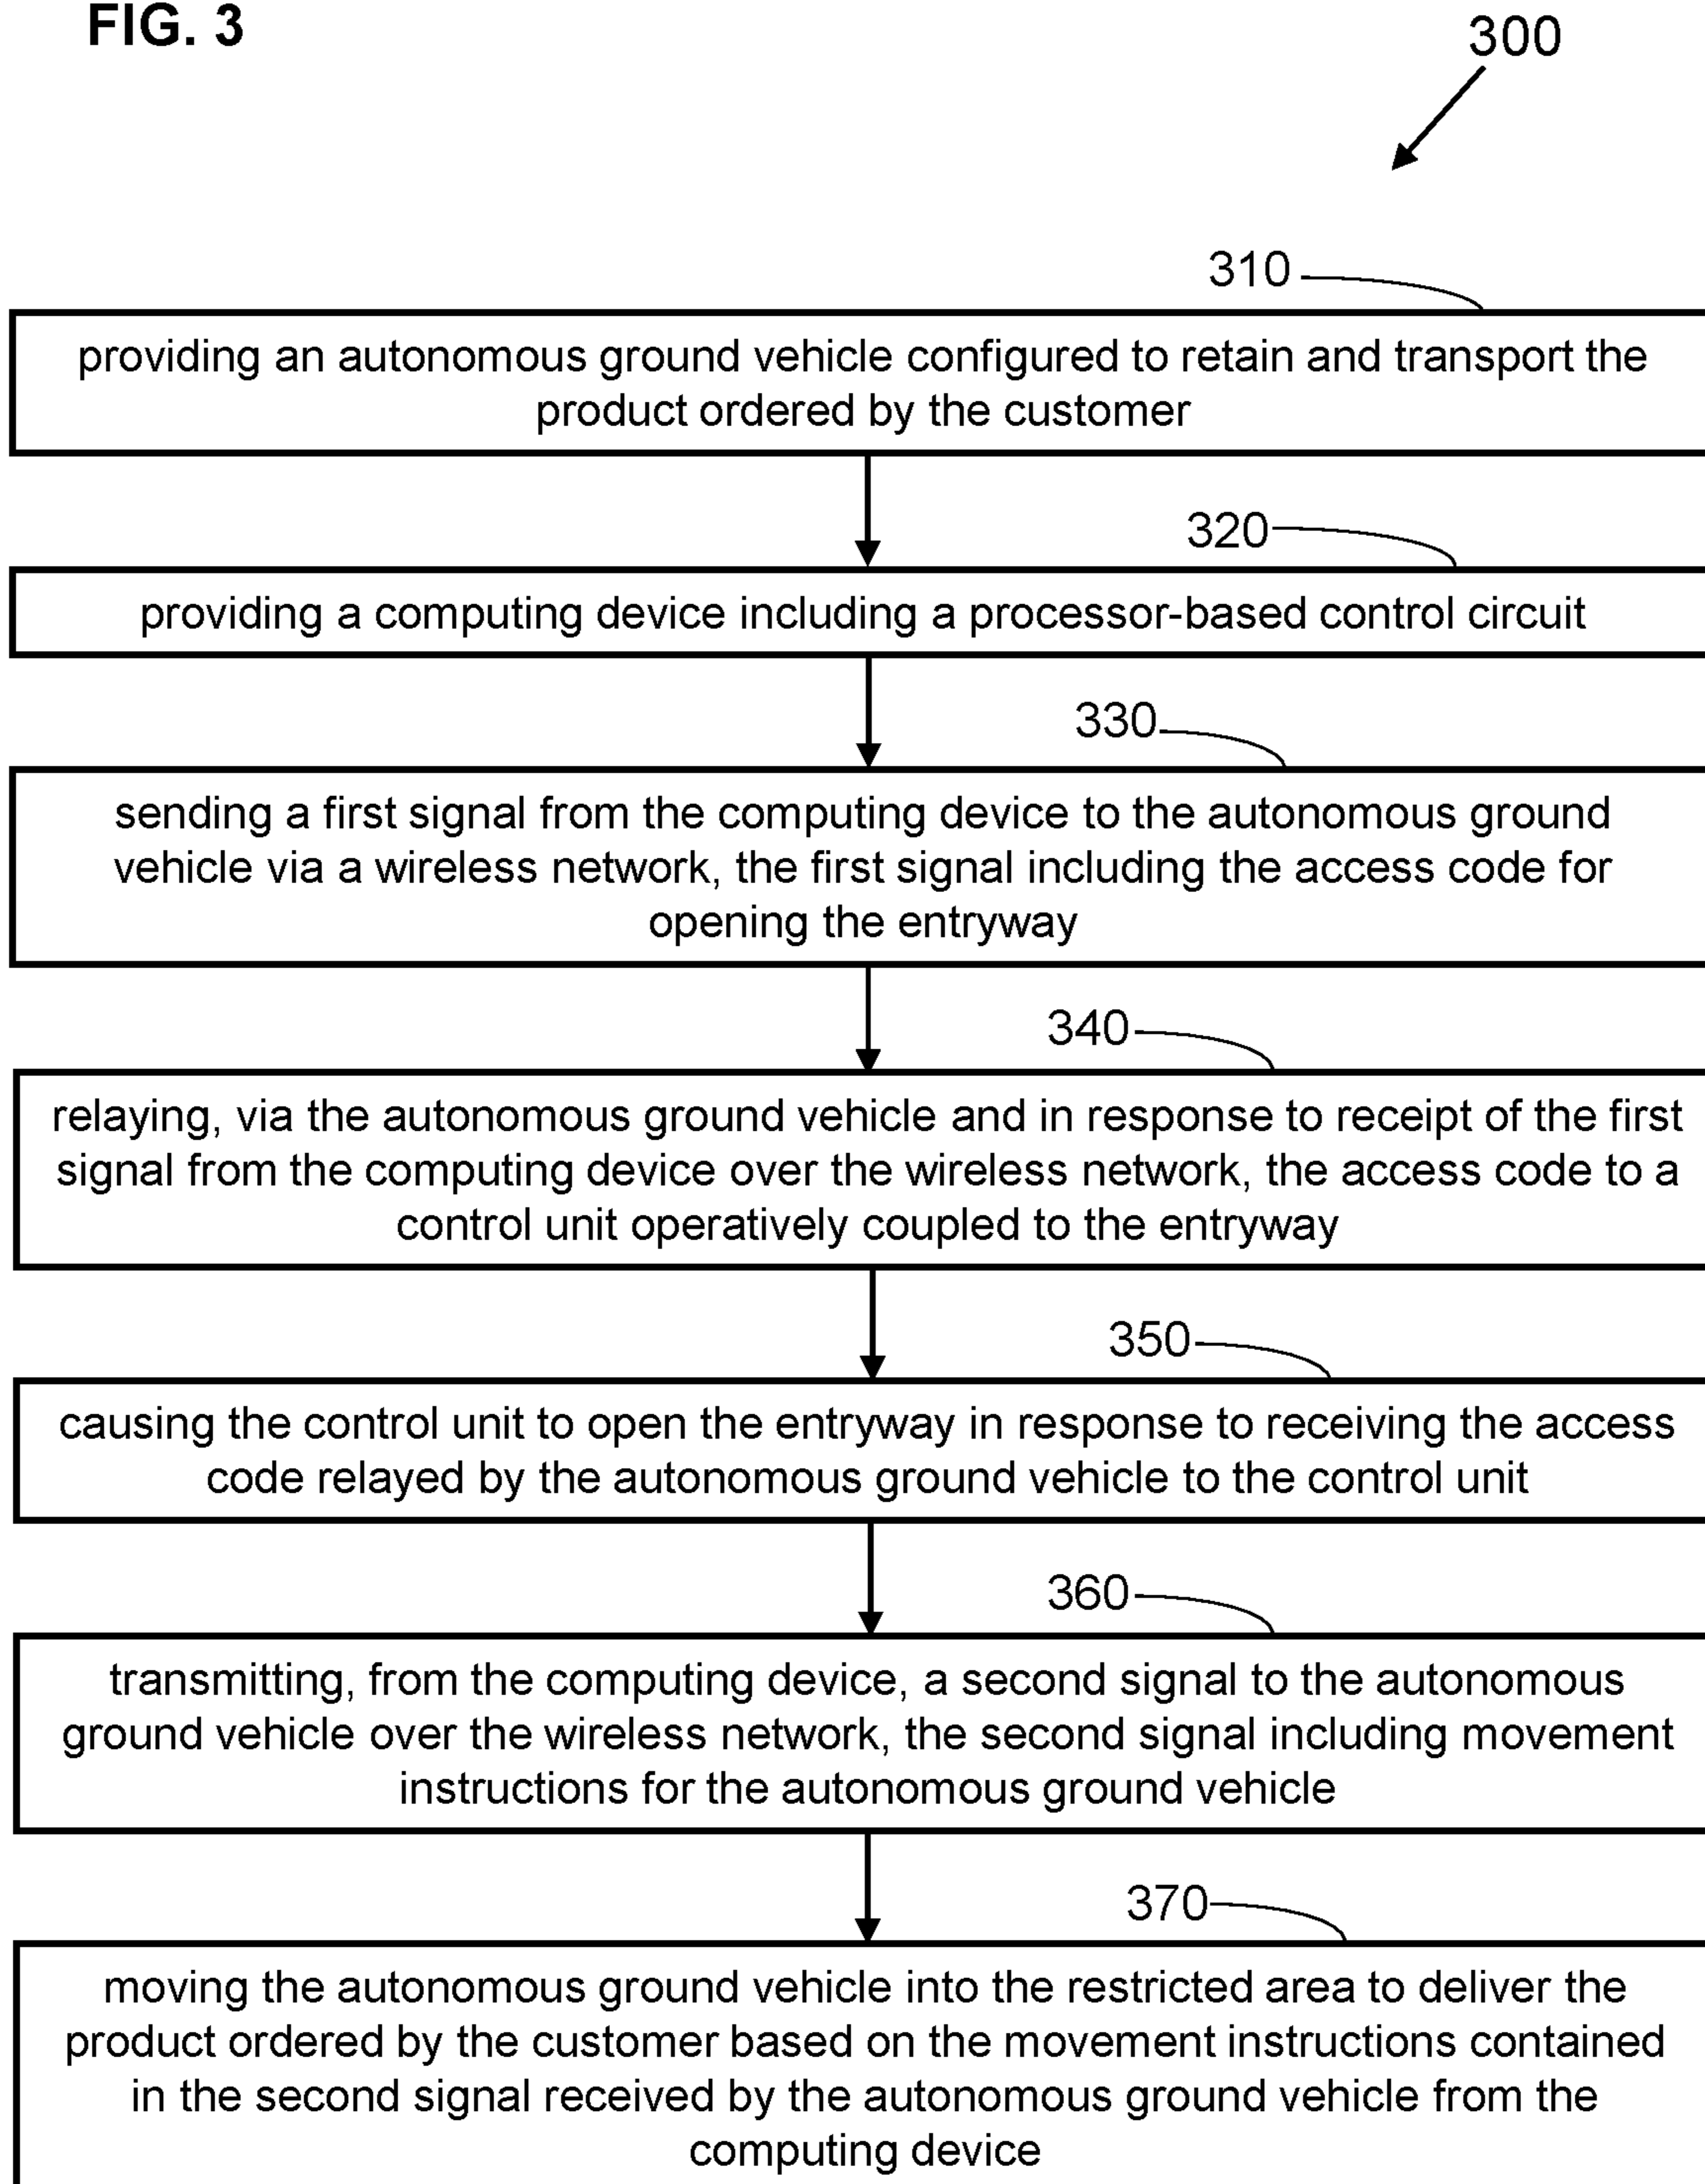 FIG. 3
300
310
providing an autonomous ground vehicle configured to retain and transport the
product ordered by the customer
320
providing a computing device including a processor-based control circuit
330
sending a first signal from the computing device to the autonomous ground
vehicle via a wireless network, the first signal including the access code for
opening the entryway
340
relaying, via the autonomous ground vehicle and in response to receipt of the first
signal from the computing device over the wireless network, the access code to a
control unit operatively coupled to the entryway
350
causing the control unit to open the entryway in response to receiving the access
code relayed by the autonomous ground vehicle to the control unit
360
transmitting, from the computing device, a second signal to the autonomous
ground vehicle over the wireless network, the second signal including movement
instructions for the autonomous ground vehicle
370
moving the autonomous ground vehicle into the restricted area to deliver the
product ordered by the customer based on the movement instructions contained
in the second signal received by the autonomous ground vehicle from the
computing device